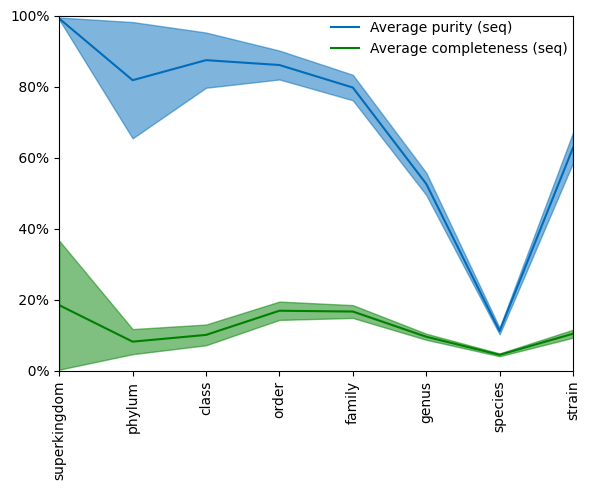 100%
80%
60%
40%
20%
0%
Average purity (seq)
Average completeness (seq)
superkingdom
phylum
class
order
family
genus
species
strain